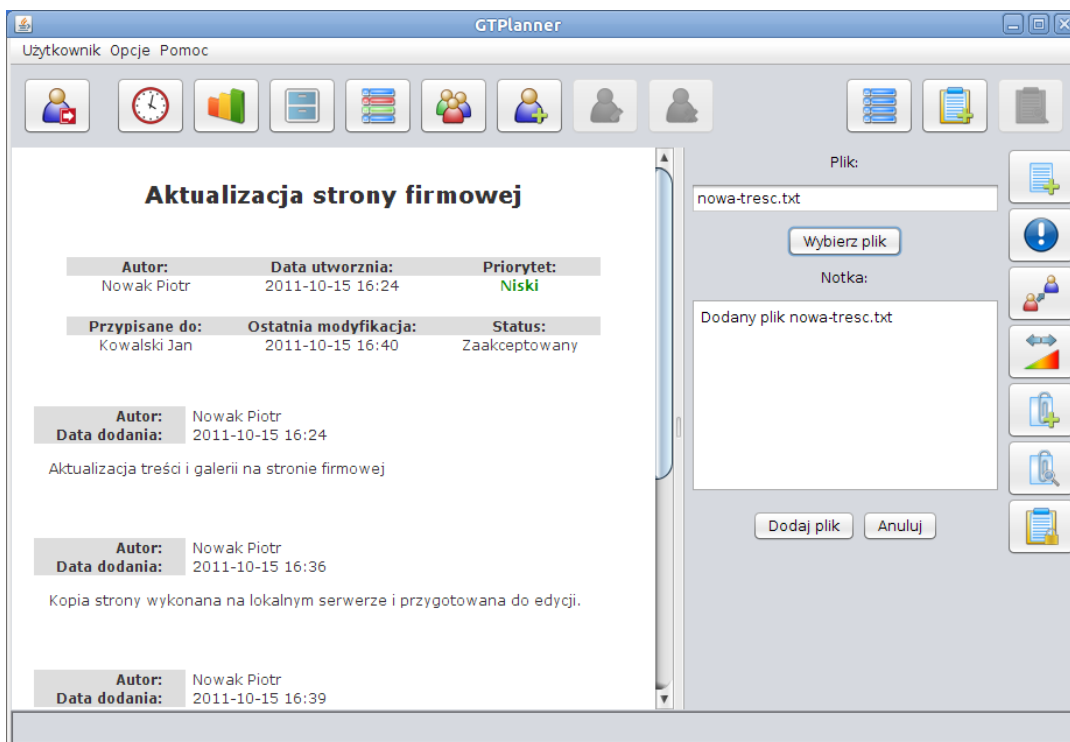 GTPlanner
Użytkownik Opcje Pomoc
Aktualizacja strony firmowej
Autor: Data utworznia: Priorytet:
Nowak Piotr 2011-10-15 16:24 Niski
Przypisane do: Ostatnia modyfikacja: Status:
Kowalski Jan 2011-10-15 16:40 Zaakceptowany
Autor: Nowak Piotr
Data dodania: 2011-10-15 16:24
Aktualizacja treści i galerii na stronie firmowej
Autor: Nowak Piotr
Data dodania: 2011-10-15 16:36
Kopia strony wykonana na lokalnym serwerze i przygotowana do edycji.
Autor: Nowak Piotr
Data dodania: 2011-10-15 16:39
Plik:
nowa-tresc.txt
Wybierz plik
Notka:
Dodany plik nowa-tresc.txt
Dodaj plik Anuluj